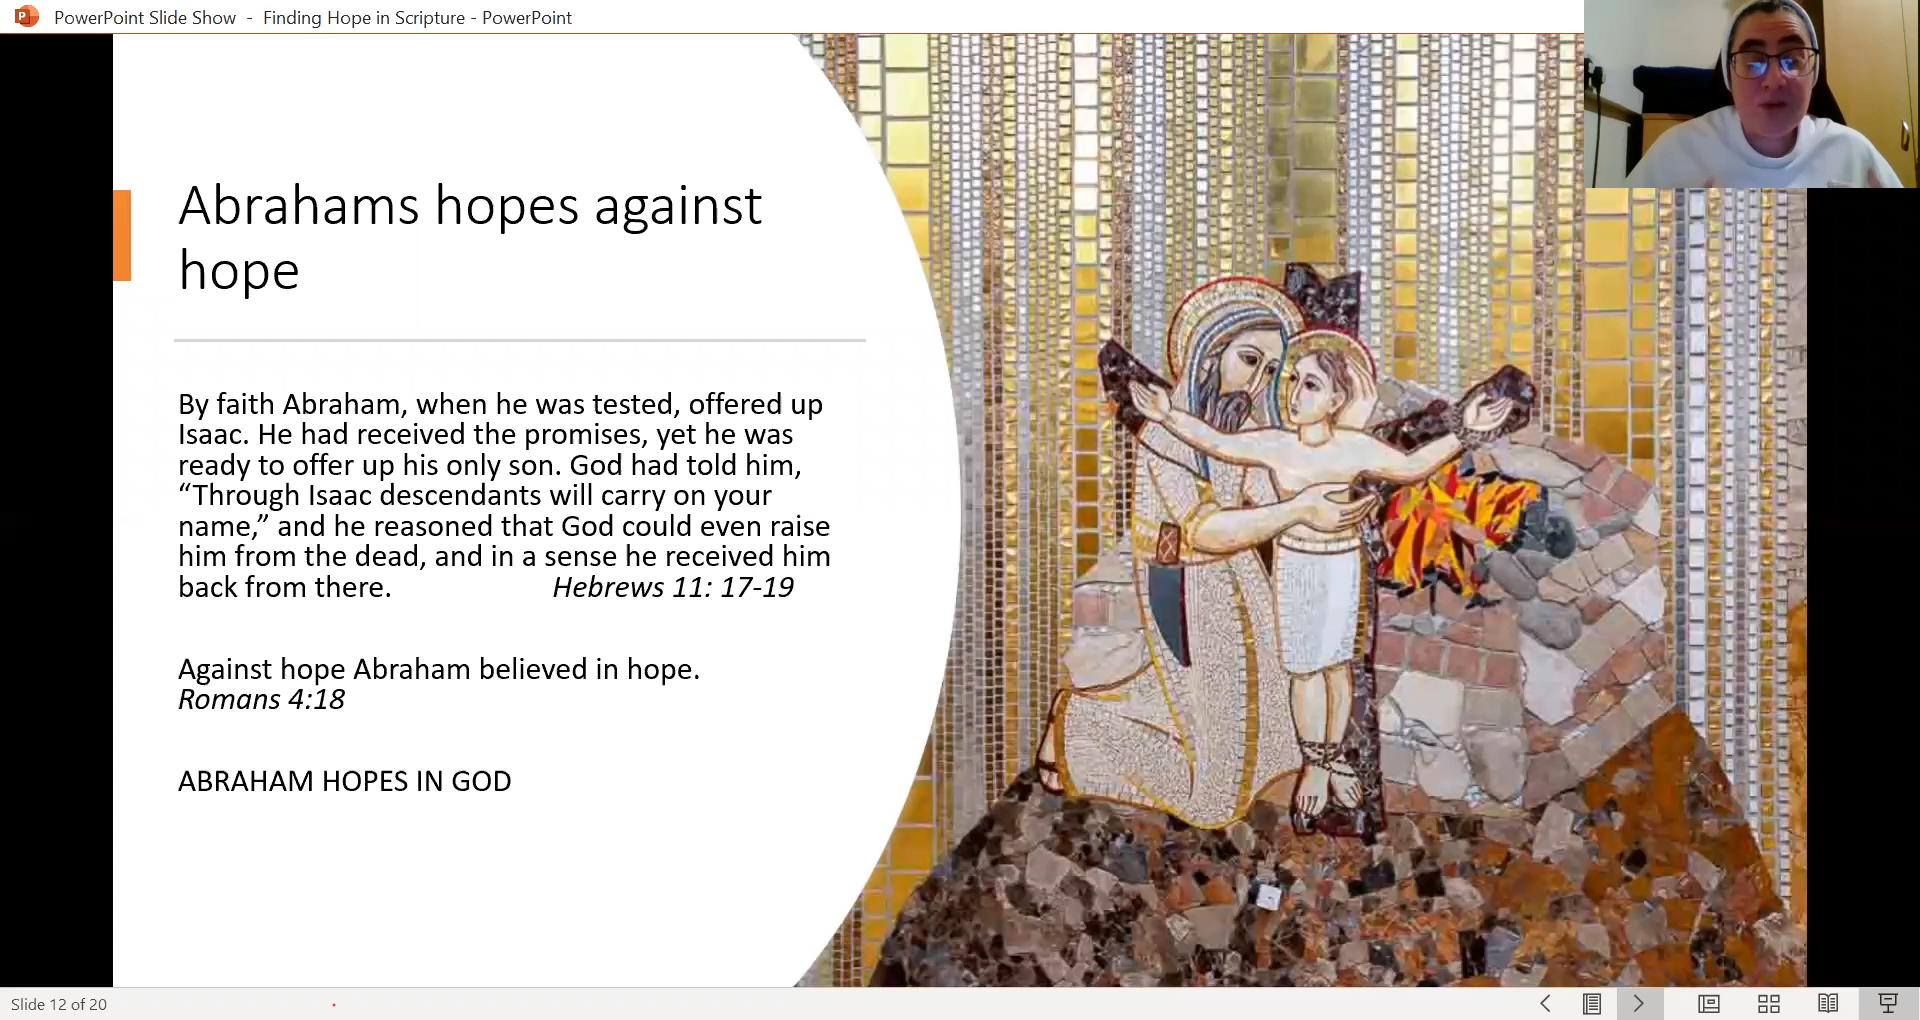 PowerPoint Slide Show - Finding Hope in Scripture - PowerPoint
Abrahams hopes against
hope
By faith Abraham, when he was tested, offered up
Isaac. He had received the promises, yet he was
ready to offer up his only son. God had told him,
“Through Isaac descendants will carry on your
name,” and he reasoned that God could even raise
him from the dead, and in a sense he received him
back from there. Hebrews 11: 17-19
Against hope Abraham believed in hope.
Romans 4:18
ABRAHAM HOPES IN GOD
Slide 12 of 20